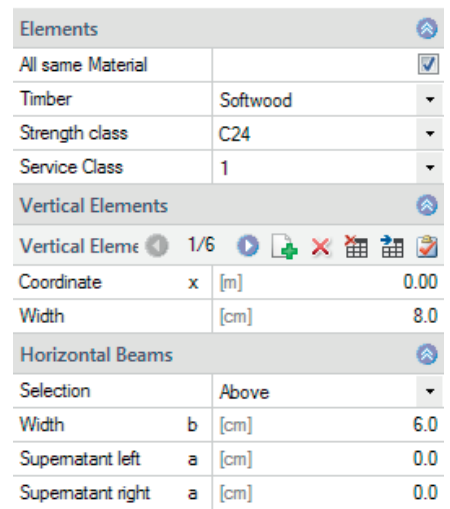 Elements
All same Material
Timber Softwood
Strength class C24
Service Class 1
Vertical Elements
Vertical Eleme 1/6
Coordinate x [m] 0.00
Width [cm] 8.0
Horizontal Beams
Selection Above
Width b [cm] 6.0
Supernatant left a [cm] 0.0
Supernatant right a [cm] 0.0